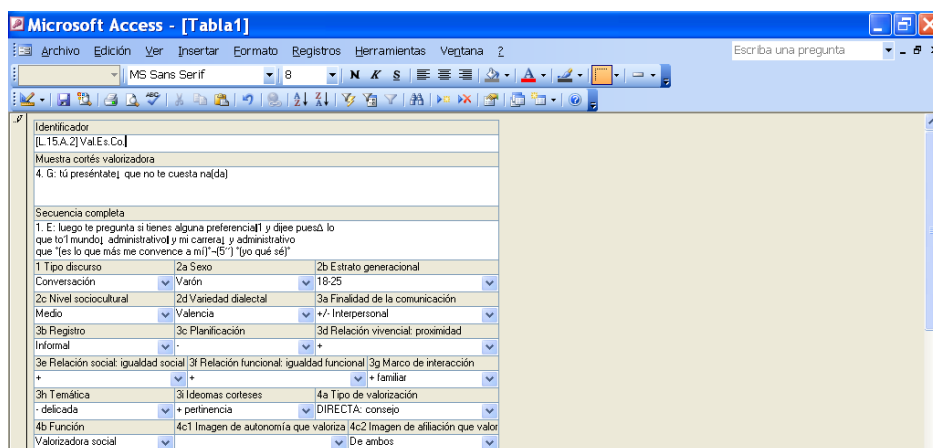 Microsoft Access - [Tabla1]
Archivo Edición Ver Insertar Formato Registros Herramientas Ventana ? Escriba una pregunta
MS Sans Serif 8 N K S
Identificador
[L.15.A.2] Val.Es.Co.
Muestra cortés valorizadora
4. G: tú preséntate↓ que no te cuesta na(da)
Secuencia completa
1. E: luego te pregunta si tienes alguna preferencia 1 y dijee pues∆ lo
que to'l mundo↓ administrativo y mi carrera↓ y administrativo
que °(es lo que más me convence a mí)°¬(5'') °(yo qué sé)°
1 Tipo discurso 2a Sexo 2b Estrato generacional
Conversación Varón 18-25
2c Nivel sociocultural 2d Variedad dialectal 3a Finalidad de la comunicación
Medio Valencia +/- Interpersonal
3b Registro 3c Planificación 3d Relación vivencial: proximidad
Informal - +
3e Relación social: igualdad social 3f Relación funcional: igualdad funcional 3g Marco de interacción
+ + + familiar
3h Temática 3i Ideomas corteses 4a Tipo de valorización
- delicada + pertinencia DIRECTA: consejo
4b Función 4c1 Imagen de autonomía que valoriza 4c2 Imagen de afiliación que valor
Valorizadora social De ambos